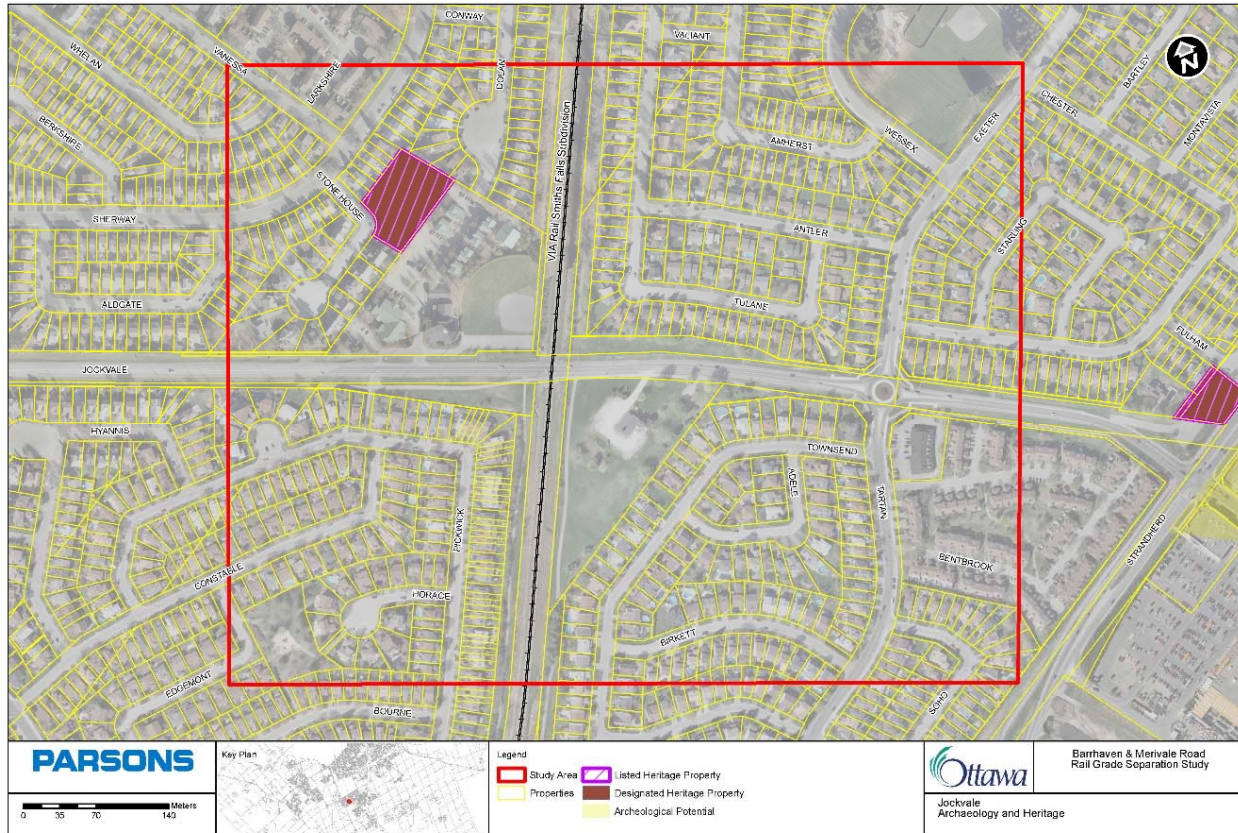 CONWAY
VALIANT
WHELAN
VANESSA
LARKSHIRE
DOLAN
BARTLEY
N
CHESTER
MONTAVISTA
BERKSHIRE
VIA Rail Smiths Falls Subdivision
AMHERST
WESSEX
EXETER
STONE HOUSE
SHERWAY
ANTLER
STARLING
ALDGATE
TULANE
FULHAM
JOCKVALE
HYANNIS
TOWNSEND
ADELE
TARTAN
PICKWICK
CONSTABLE
HORACE
BENTBROOK
STRANDHERD
BIRKETT
EDGEMONT
BOURNE
SOHO
PARSONS
Meters
0 35 70 140
Key Plan
Legend
Study Area Listed Heritage Property
Properties Designated Heritage Property
Archeological Potential
Ottawa
Barrhaven & Merivale Road
Rail Grade Separation Study
Jockvale
Archaeology and Heritage